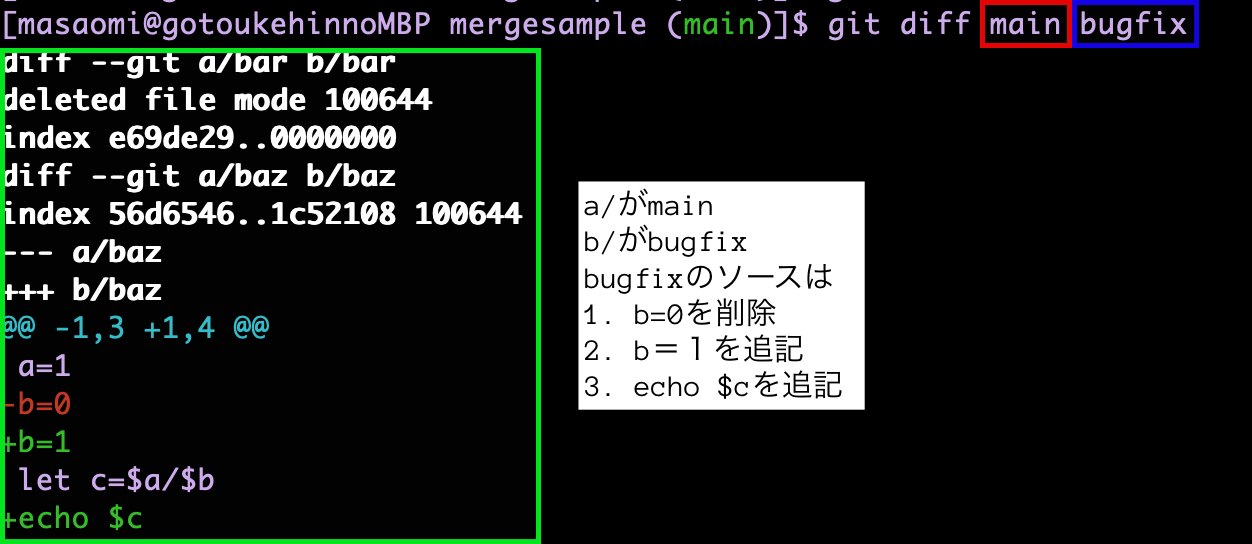 [masaomi@gotoukehinnoMBP mergesample (main)]$ git diff main bugfix
diff --git a/bar b/bar
deleted file mode 100644
index e69de29..0000000
diff --git a/baz b/baz
index 56d6546..1c52108 100644
--- a/baz
+++ b/baz
@@ -1,3 +1,4 @@
 a=1
-b=0
+b=1
 let c=$a/$b
+echo $c
a/がmain
b/がbugfix
bugfixのソースは
1. b=0を削除
2. b＝１を追記
3. echo $cを追記